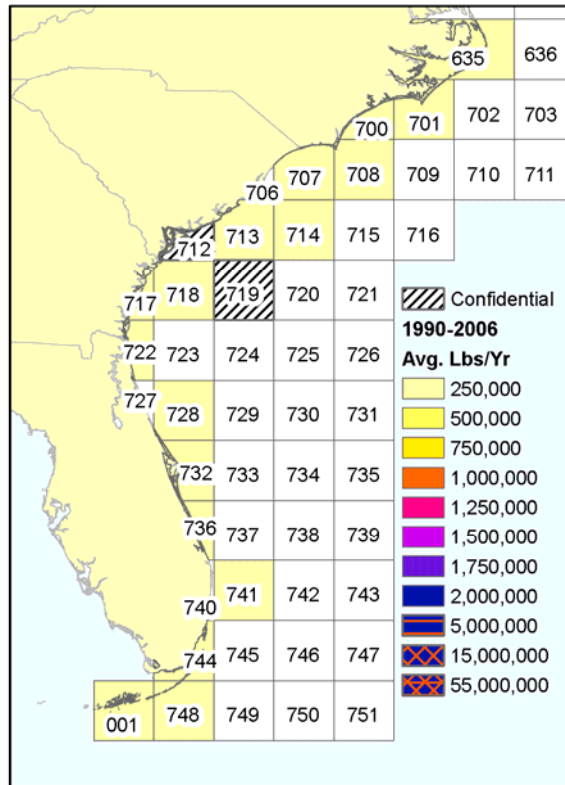 635 636
700 701 702 703
706 707 708 709 710 711
712 713 714 715 716
717 718 719 720 721
722 723 724 725 726
727 728 729 730 731
732 733 734 735
736 737 738 739
740 741 742 743
744 745 746 747
001 748 749 750 751
Confidential
1990-2006
Avg. Lbs/Yr
250,000
500,000
750,000
1,000,000
1,250,000
1,500,000
1,750,000
2,000,000
5,000,000
15,000,000
55,000,000